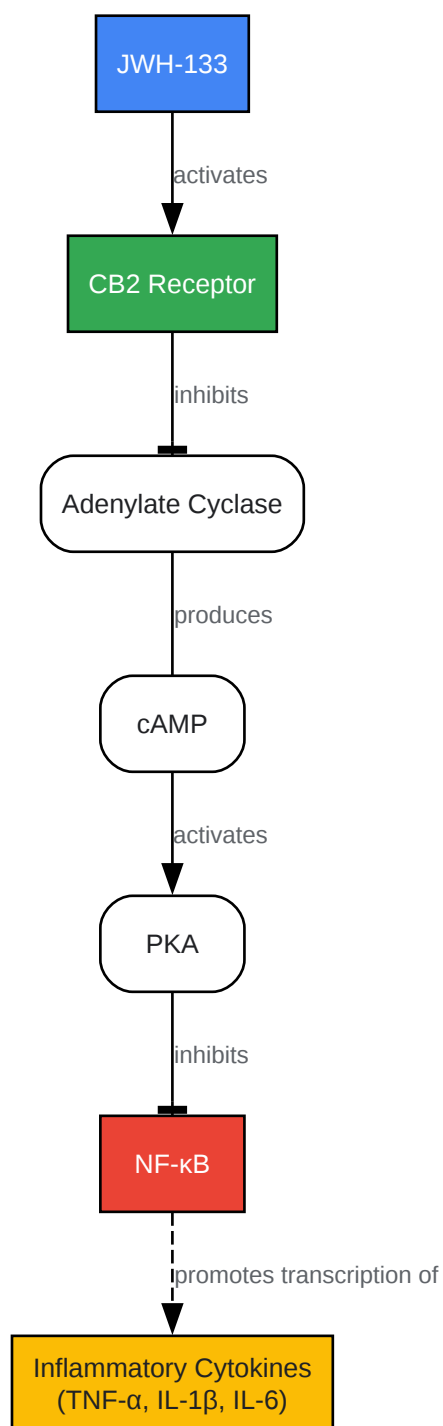 JWH-133
activates
CB2 Receptor
inhibits
Adenylate Cyclase
produces
cAMP
activates
PKA
inhibits
NF-κB
promotes transcription of
Inflammatory Cytokines
(TNF-α, IL-1β, IL-6)